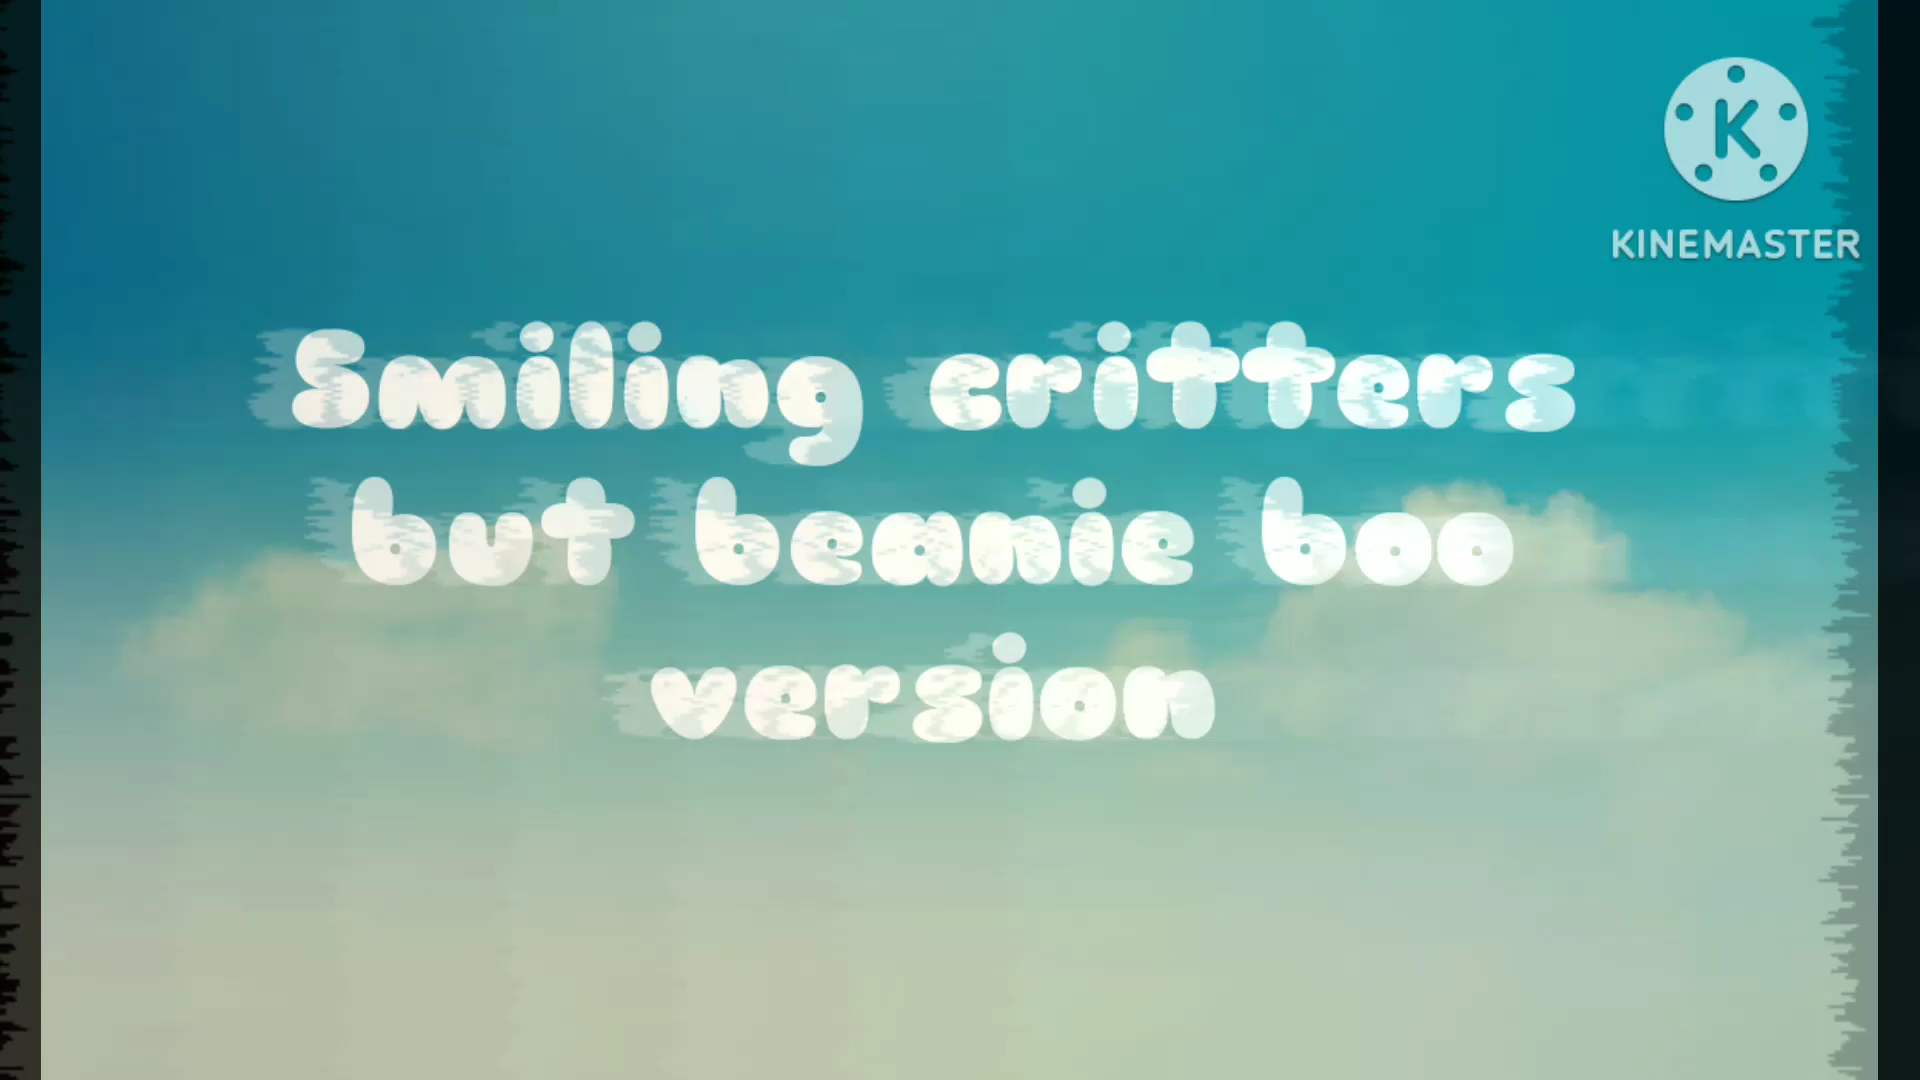 K
KINEMASTER
Smiling critters
but beanie boo
version